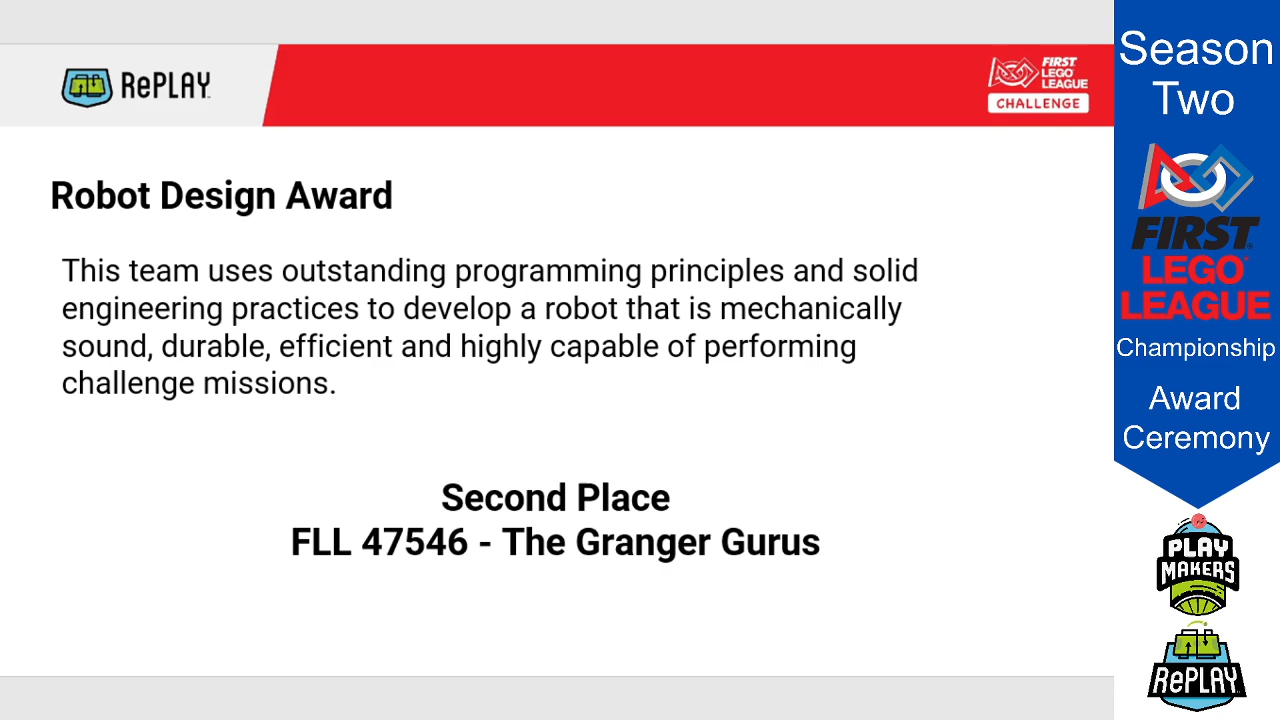 RePLAY
FIRST
LEGO
LEAGUE
CHALLENGE
Robot Design Award
This team uses outstanding programming principles and solid
engineering practices to develop a robot that is mechanically
sound, durable, efficient and highly capable of performing
challenge missions.
Second Place
FLL 47546 - The Granger Gurus
Season
Two
FIRST
LEGO
LEAGUE
Championship
Award
Ceremony
PLAY
MAKERS
RePLAY